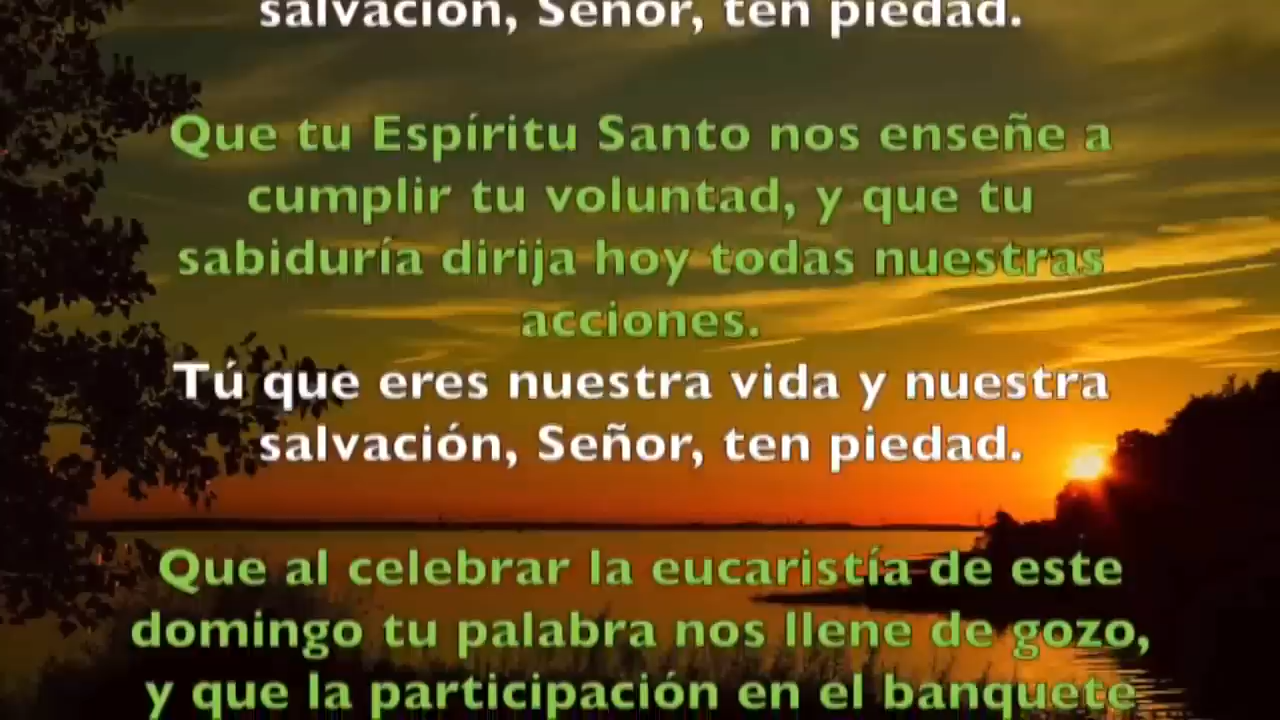 salvación, Señor, ten piedad.
Que tu Espíritu Santo nos enseñe a
cumplir tu voluntad, y que tu
sabiduría dirija hoy todas nuestras
acciones.
Tú que eres nuestra vida y nuestra
salvación, Señor, ten piedad.
Que al celebrar la eucaristía de este
domingo tu palabra nos llene de gozo,
y que la participación en el banquete